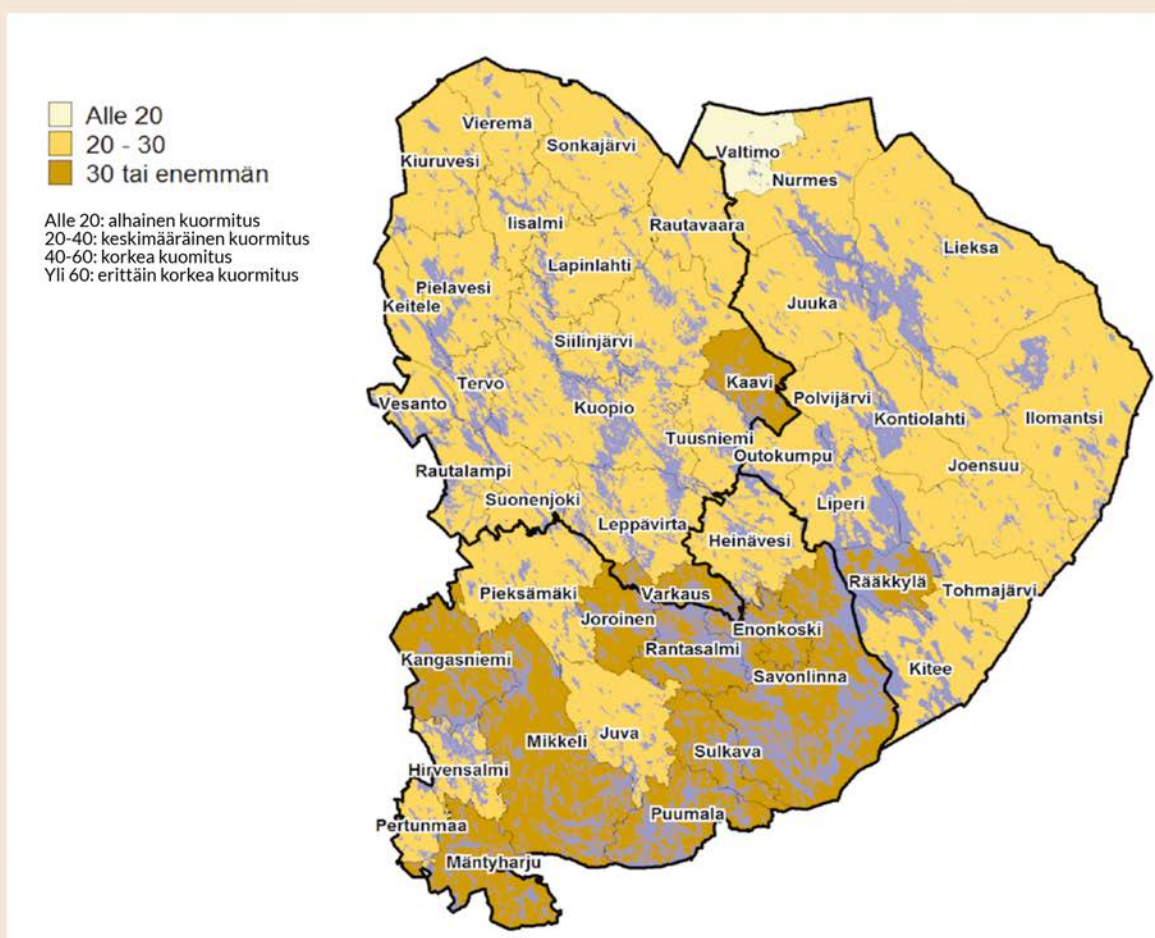 Alle 20
20 - 30
30 tai enemmän
Alle 20: alhainen kuormitus
20-40: keskimääräinen kuormitus
40-60: korkea kuomitus
Yli 60: erittäin korkea kuormitus
Vieremä
Sonkajärvi
Kiuruvesi
Valtimo
Nurmes
Iisalmi
Rautavaara
Lieksa
Lapinlahti
Pielavesi
Keitele
Juuka
Siilinjärvi
Tervo
Kaavi
Vesanto
Kuopio
Polvijärvi
Kontiolahti
Ilomantsi
Tuusniemi
Outokumpu
Joensuu
Rautalampi
Suonenjoki
Liperi
Leppävirta
Heinävesi
Pieksämäki
Varkaus
Rääkkylä
Tohmajärvi
Joroinen
Enonkoski
Rantasalmi
Kangasniemi
Savonlinna
Kitee
Mikkeli
Juva
Sulkava
Hirvensalmi
Puumala
Pertunmaa
Mäntyharju